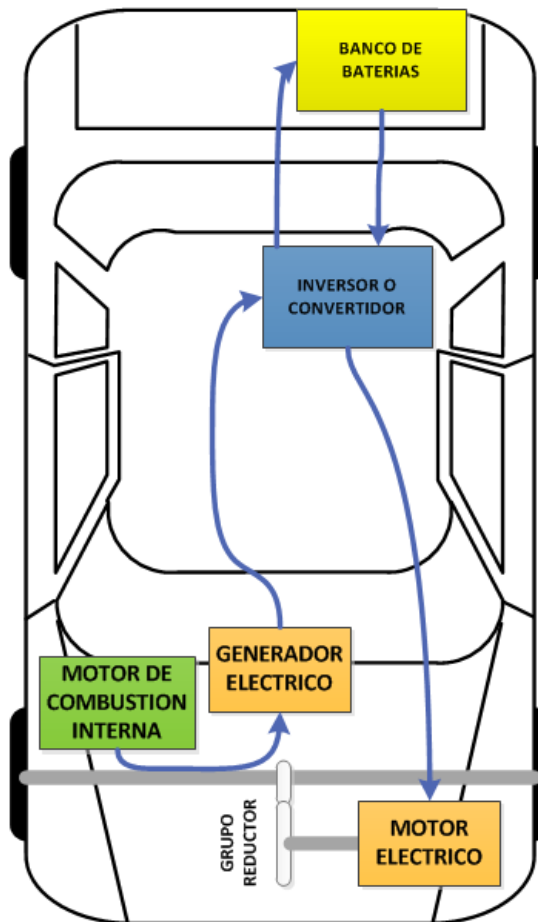 BANCO DE
BATERIAS
INVERSOR O
CONVERTIDOR
GENERADOR
ELECTRICO
MOTOR DE
COMBUSTION
INTERNA
GRUPO
REDUCTOR
MOTOR
ELECTRICO